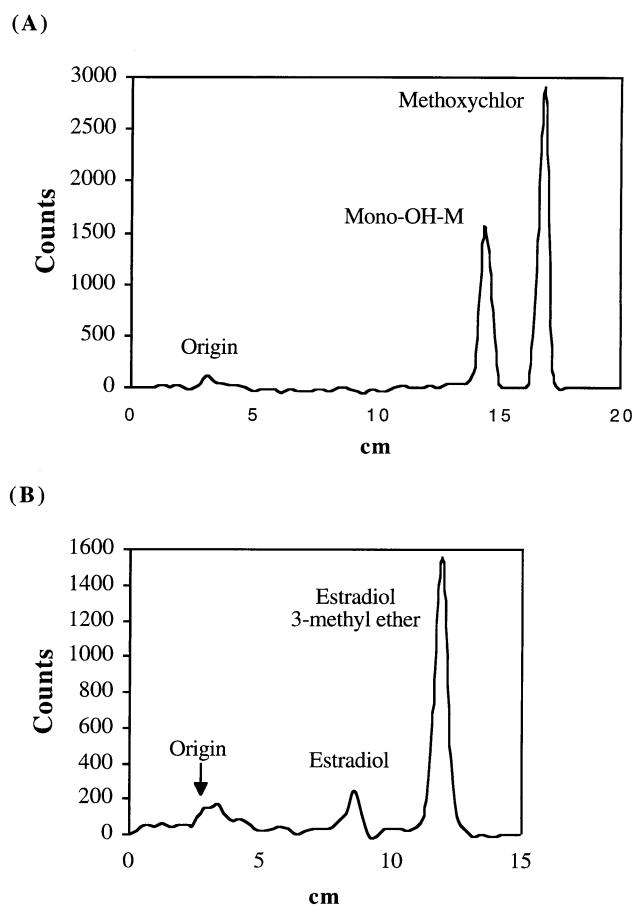 (A)
3000
2500
2000
1500
1000
500
0
Counts
Methoxychlor
Mono-OH-M
Origin
0 5 10 15 20
cm
(B)
1600
1400
1200
1000
800
600
400
200
0
Counts
Estradiol
3-methyl ether
Origin
Estradiol
0 5 10 15
cm